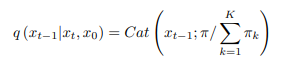 q (x_{t−1}|x_t, x_0) = Cat ( x_{t−1}; π/ ∑_{k=1}^{K} π_k )